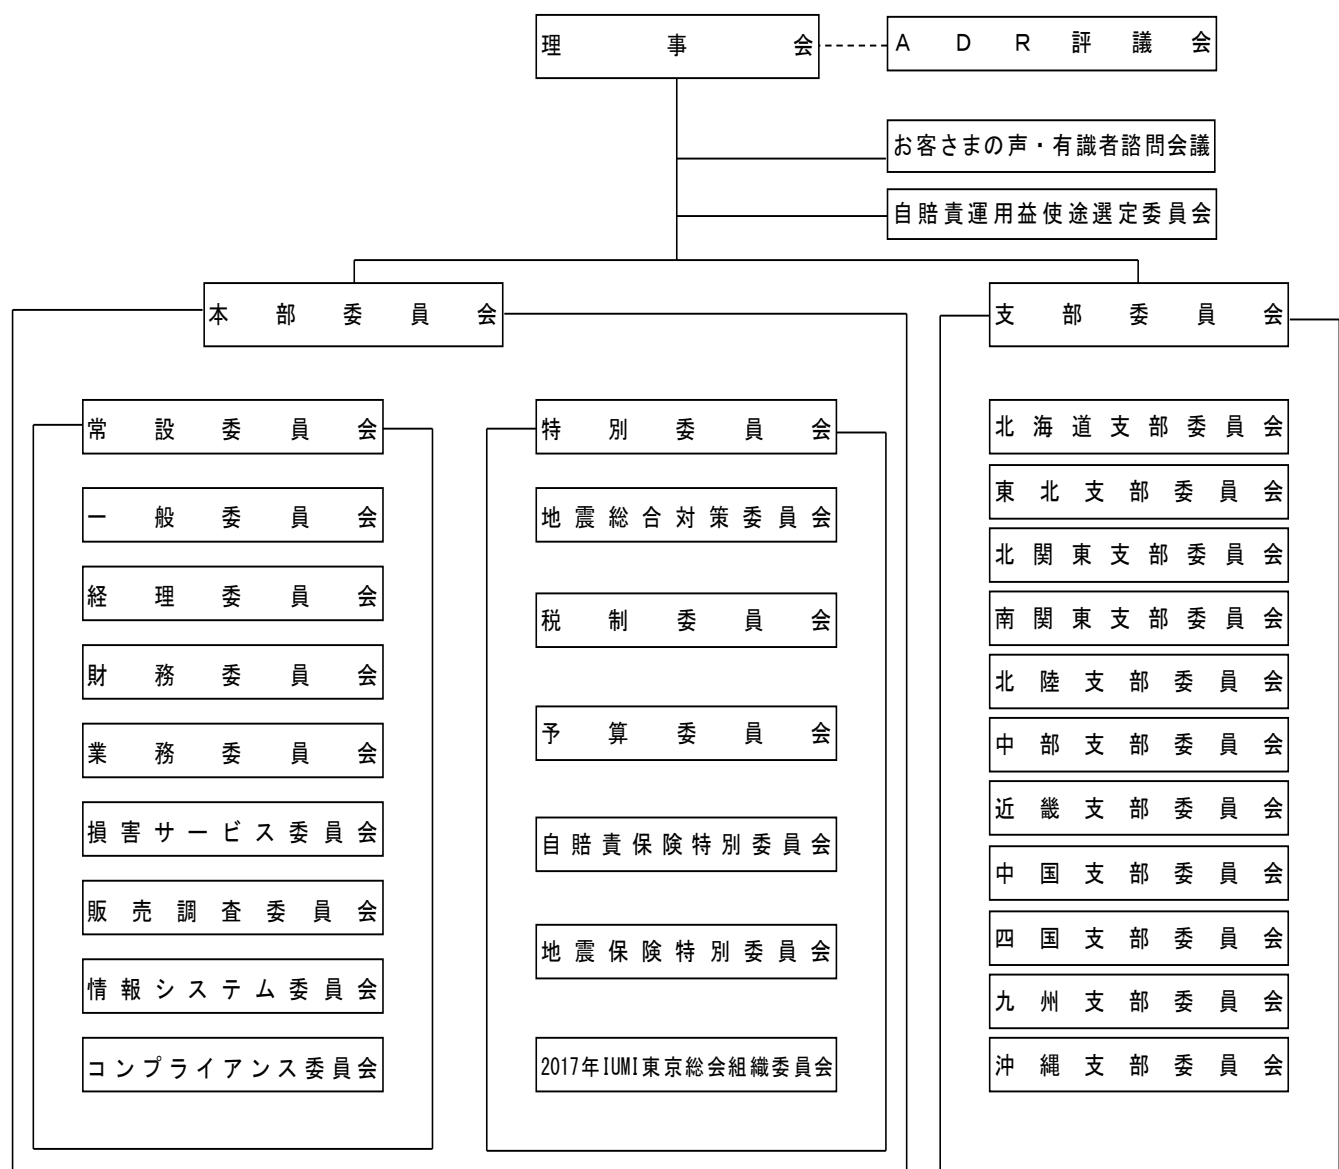 理事会
ADR評議会
お客さまの声・有識者諮問会議
自賠責運用益使途選定委員会
本部委員会
支部委員会
常設委員会
一般委員会
経理委員会
財務委員会
業務委員会
損害サービス委員会
販売調査委員会
情報システム委員会
コンプライアンス委員会
特別委員会
地震総合対策委員会
税制委員会
予算委員会
自賠責保険特別委員会
地震保険特別委員会
2017年IUMI東京総会組織委員会
北海道支部委員会
東北支部委員会
北関東支部委員会
南関東支部委員会
北陸支部委員会
中部支部委員会
近畿支部委員会
中国支部委員会
四国支部委員会
九州支部委員会
沖縄支部委員会